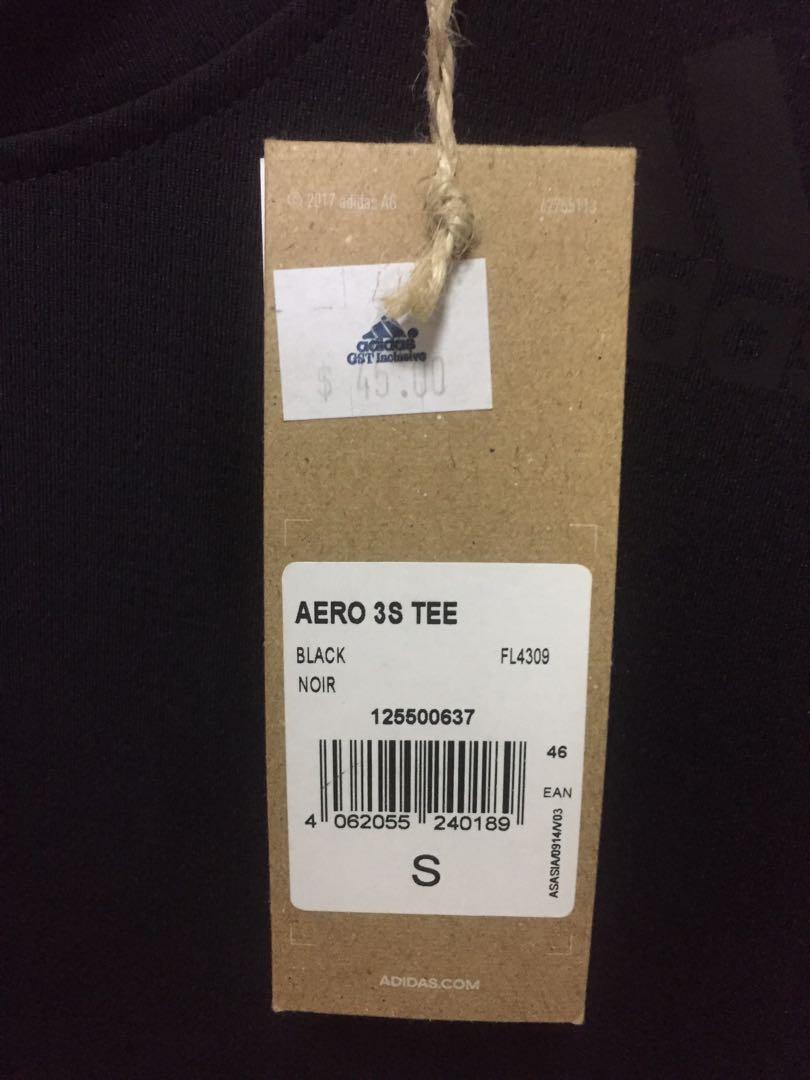 © 2017 adidas AG
adidas
GST Inclusive
$ 45.00
AERO 3S TEE
BLACK FL4309
NOIR
125500637
46
EAN
4 062055 240189
ASASIA/0914/V03
S
ADIDAS.COM